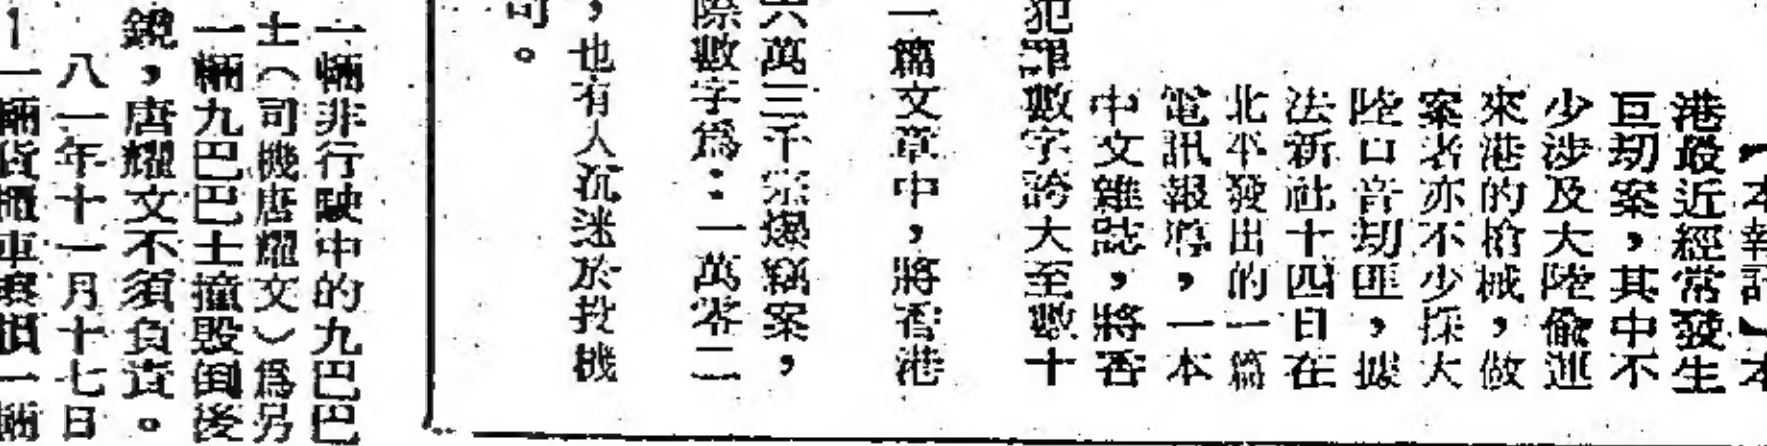 【本報訊】本
港最近經常發生
巨刧案，其中不
少涉及大陸偷運
來港的槍械，做
案者亦不少採大
陸口音刧匪，據
法新社十四日在
北平發出的一篇
電訊報導，一本
中文雜誌，將香
犯罪數字誇大至數十
一篇文章中，將香港
六萬三千宗爆竊案，
際數字爲：一萬零二
，也有人沉迷於投機
司。
一輛非行駛中的九巴巴
士（司機唐耀文）爲另
一輛九巴巴士撞毀倒後
鏡，唐耀文不須負責。
八一年十一月十七日
一輛貨櫃車損一輛